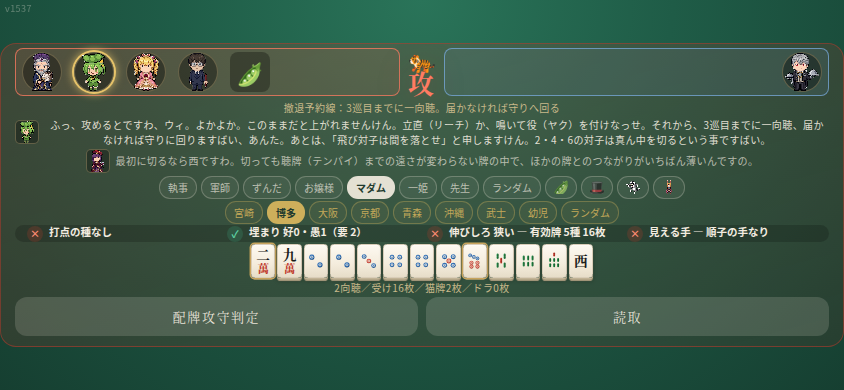 v1537
攻
撤退予約線：3巡目までに一向聴。届かなければ守りへ回る
ふっ、攻めるとですわ、ウィ。よかよか。このままだと上がれませんけん。立直（リーチ）か、鳴いて役（ヤク）を付けなっせ。それから、3巡目までに一向聴、届か
なければ守りに回りますばい、あんた。あとは、「飛び対子は間を落とせ」と申しますけん。2・4・6の対子は真ん中を切るという事ですばい。
最初に切るなら西ですわ。切っても聴牌（テンパイ）までの遠さが変わらない牌の中で、ほかの牌とのつながりがいちばん薄いんですの。
執事 軍師 ずんだ お嬢様 マダム 一姫 先生 ランダム
宮崎 博多 大阪 京都 青森 沖縄 武士 幼児 ランダム
打点の種なし 埋まり 好0・愚1（要 2） 伸びしろ 狭い — 有効牌 5種 16枚 見える手 — 順子の手なり
二萬 九萬 西
2向聴／受け16枚／猫牌2枚／ドラ0枚
配牌攻守判定 読取